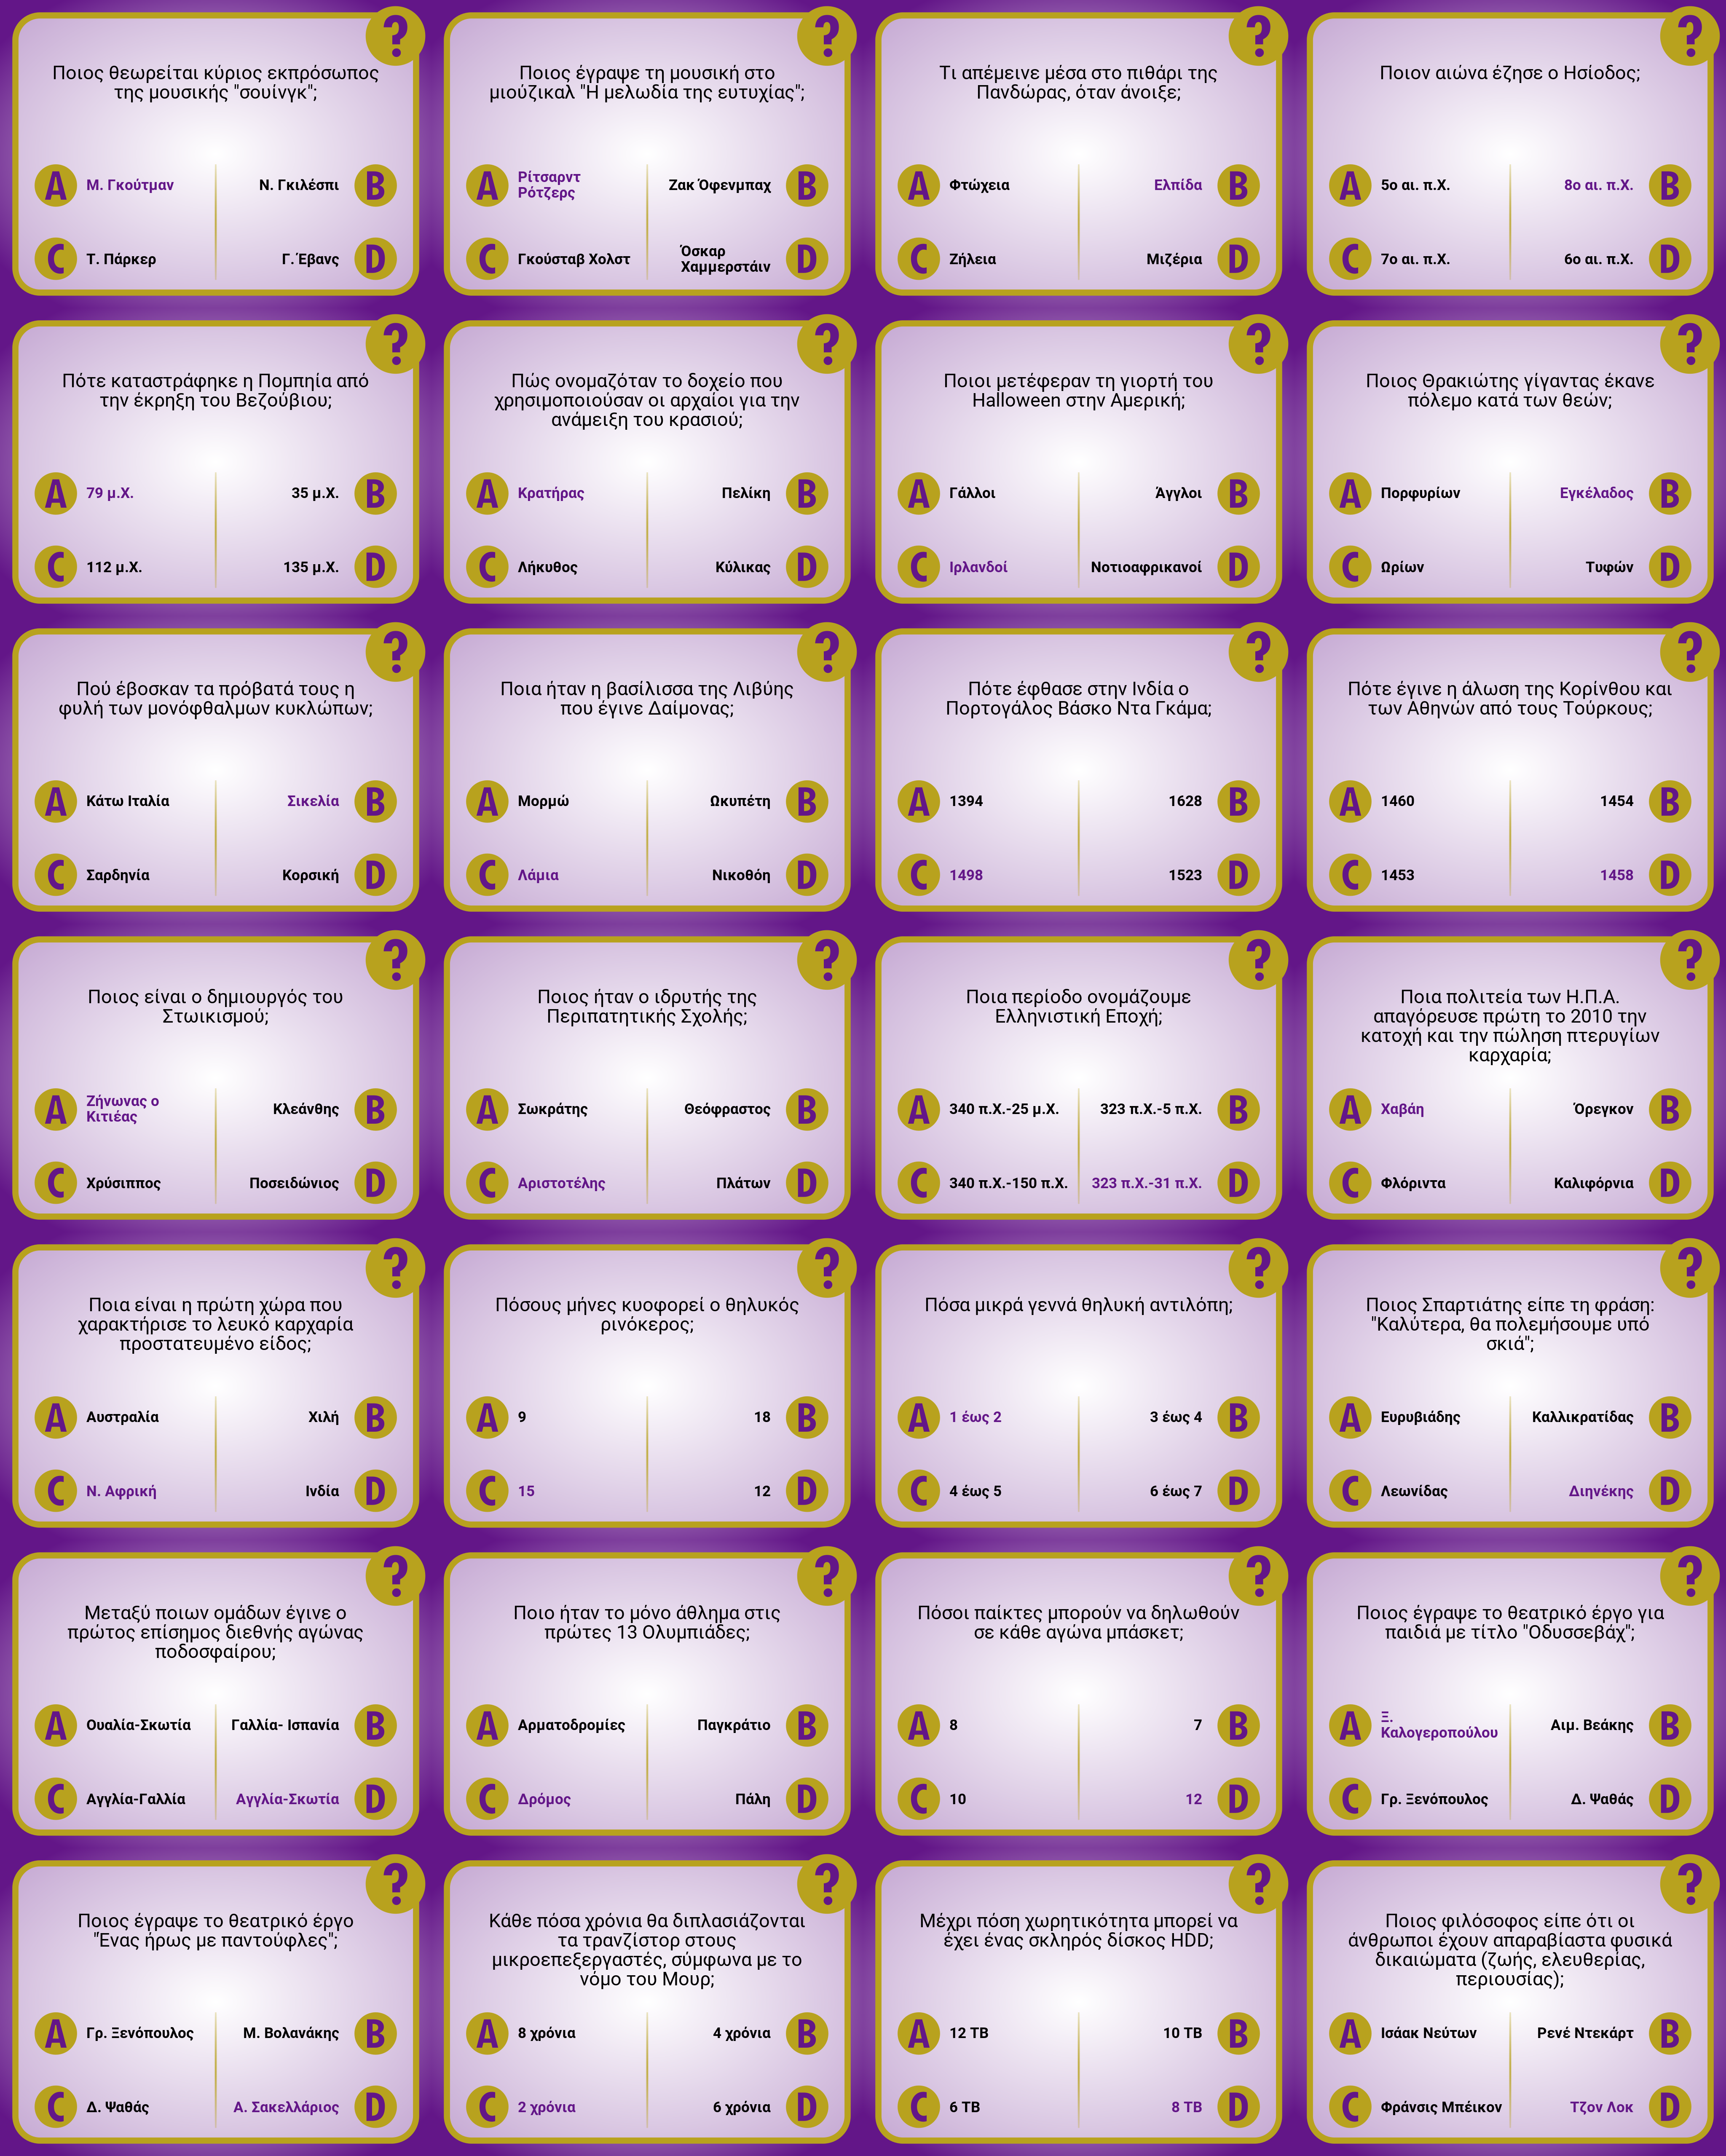 ?
Ποιος θεωρείται κύριος εκπρόσωπος
της μουσικής "σουίνγκ";
A Μ. Γκούτμαν
Ν. Γκιλέσπι B
C Τ. Πάρκερ
Γ. Έβανς D
?
Ποιος έγραψε τη μουσική στο
μιούζικαλ "Η μελωδία της ευτυχίας";
A Ρίτσαρντ
Ρότζερς
Ζακ Όφενμπαχ B
C Γκούσταβ Χολστ
Όσκαρ
Χαμμερστάιν D
?
Τι απέμεινε μέσα στο πιθάρι της
Πανδώρας, όταν άνοιξε;
A Φτώχεια
Ελπίδα B
C Ζήλεια
Μιζέρια D
?
Ποιον αιώνα έζησε ο Ησίοδος;
A 5ο αι. π.Χ.
8ο αι. π.Χ. B
C 7ο αι. π.Χ.
6ο αι. π.Χ. D
?
Πότε καταστράφηκε η Πομπηία από
την έκρηξη του Βεζούβιου;
A 79 μ.Χ.
35 μ.Χ. B
C 112 μ.Χ.
135 μ.Χ. D
?
Πώς ονομαζόταν το δοχείο που
χρησιμοποιούσαν οι αρχαίοι για την
ανάμειξη του κρασιού;
A Κρατήρας
Πελίκη B
C Λήκυθος
Κύλικας D
?
Ποιοι μετέφεραν τη γιορτή του
Halloween στην Αμερική;
A Γάλλοι
Άγγλοι B
C Ιρλανδοί
Νοτιοαφρικανοί D
?
Ποιος Θρακιώτης γίγαντας έκανε
πόλεμο κατά των θεών;
A Πορφυρίων
Εγκέλαδος B
C Ωρίων
Τυφών D
?
Πού έβοσκαν τα πρόβατά τους η
φυλή των μονόφθαλμων κυκλώπων;
A Κάτω Ιταλία
Σικελία B
C Σαρδηνία
Κορσική D
?
Ποια ήταν η βασίλισσα της Λιβύης
που έγινε Δαίμονας;
A Μορμώ
Ωκυπέτη B
C Λάμια
Νικοθόη D
?
Πότε έφθασε στην Ινδία ο
Πορτογάλος Βάσκο Ντα Γκάμα;
A 1394
1628 B
C 1498
1523 D
?
Πότε έγινε η άλωση της Κορίνθου και
των Αθηνών από τους Τούρκους;
A 1460
1454 B
C 1453
1458 D
?
Ποιος είναι ο δημιουργός του
Στωικισμού;
A Ζήνωνας ο
Κιτιέας
Κλεάνθης B
C Χρύσιππος
Ποσειδώνιος D
?
Ποιος ήταν ο ιδρυτής της
Περιπατητικής Σχολής;
A Σωκράτης
Θεόφραστος B
C Αριστοτέλης
Πλάτων D
?
Ποια περίοδο ονομάζουμε
Ελληνιστική Εποχή;
A 340 π.Χ.-25 μ.Χ.
323 π.Χ.-5 π.Χ. B
C 340 π.Χ.-150 π.Χ.
323 π.Χ.-31 π.Χ. D
?
Ποια πολιτεία των Η.Π.Α.
απαγόρευσε πρώτη το 2010 την
κατοχή και την πώληση πτερυγίων
καρχαρία;
A Χαβάη
Όρεγκον B
C Φλόριντα
Καλιφόρνια D
?
Ποια είναι η πρώτη χώρα που
χαρακτήρισε το λευκό καρχαρία
προστατευμένο είδος;
A Αυστραλία
Χιλή B
C Ν. Αφρική
Ινδία D
?
Πόσους μήνες κυοφορεί ο θηλυκός
ρινόκερος;
A 9
18 B
C 15
12 D
?
Πόσα μικρά γεννά θηλυκή αντιλόπη;
A 1 έως 2
3 έως 4 B
C 4 έως 5
6 έως 7 D
?
Ποιος Σπαρτιάτης είπε τη φράση:
"Καλύτερα, θα πολεμήσουμε υπό
σκιά";
A Ευρυβιάδης
Καλλικρατίδας B
C Λεωνίδας
Διηνέκης D
?
Μεταξύ ποιων ομάδων έγινε ο
πρώτος επίσημος διεθνής αγώνας
ποδοσφαίρου;
A Ουαλία-Σκωτία
Γαλλία- Ισπανία B
C Αγγλία-Γαλλία
Αγγλία-Σκωτία D
?
Ποιο ήταν το μόνο άθλημα στις
πρώτες 13 Ολυμπιάδες;
A Αρματοδρομίες
Παγκράτιο B
C Δρόμος
Πάλη D
?
Πόσοι παίκτες μπορούν να δηλωθούν
σε κάθε αγώνα μπάσκετ;
A 8
7 B
C 10
12 D
?
Ποιος έγραψε το θεατρικό έργο για
παιδιά με τίτλο "Οδυσσεβάχ";
A Ξ.
Καλογεροπούλου
Αιμ. Βεάκης B
C Γρ. Ξενόπουλος
Δ. Ψαθάς D
?
Ποιος έγραψε το θεατρικό έργο
"Ένας ήρως με παντούφλες";
A Γρ. Ξενόπουλος
Μ. Βολανάκης B
C Δ. Ψαθάς
Α. Σακελλάριος D
?
Κάθε πόσα χρόνια θα διπλασιάζονται
τα τρανζίστορ στους
μικροεπεξεργαστές, σύμφωνα με το
νόμο του Μουρ;
A 8 χρόνια
4 χρόνια B
C 2 χρόνια
6 χρόνια D
?
Μέχρι πόση χωρητικότητα μπορεί να
έχει ένας σκληρός δίσκος HDD;
A 12 TB
10 TB B
C 6 TB
8 TB D
?
Ποιος φιλόσοφος είπε ότι οι
άνθρωποι έχουν απαραβίαστα φυσικά
δικαιώματα (ζωής, ελευθερίας,
περιουσίας);
A Ισάακ Νεύτων
Ρενέ Ντεκάρτ B
C Φράνσις Μπέικον
Τζον Λοκ D